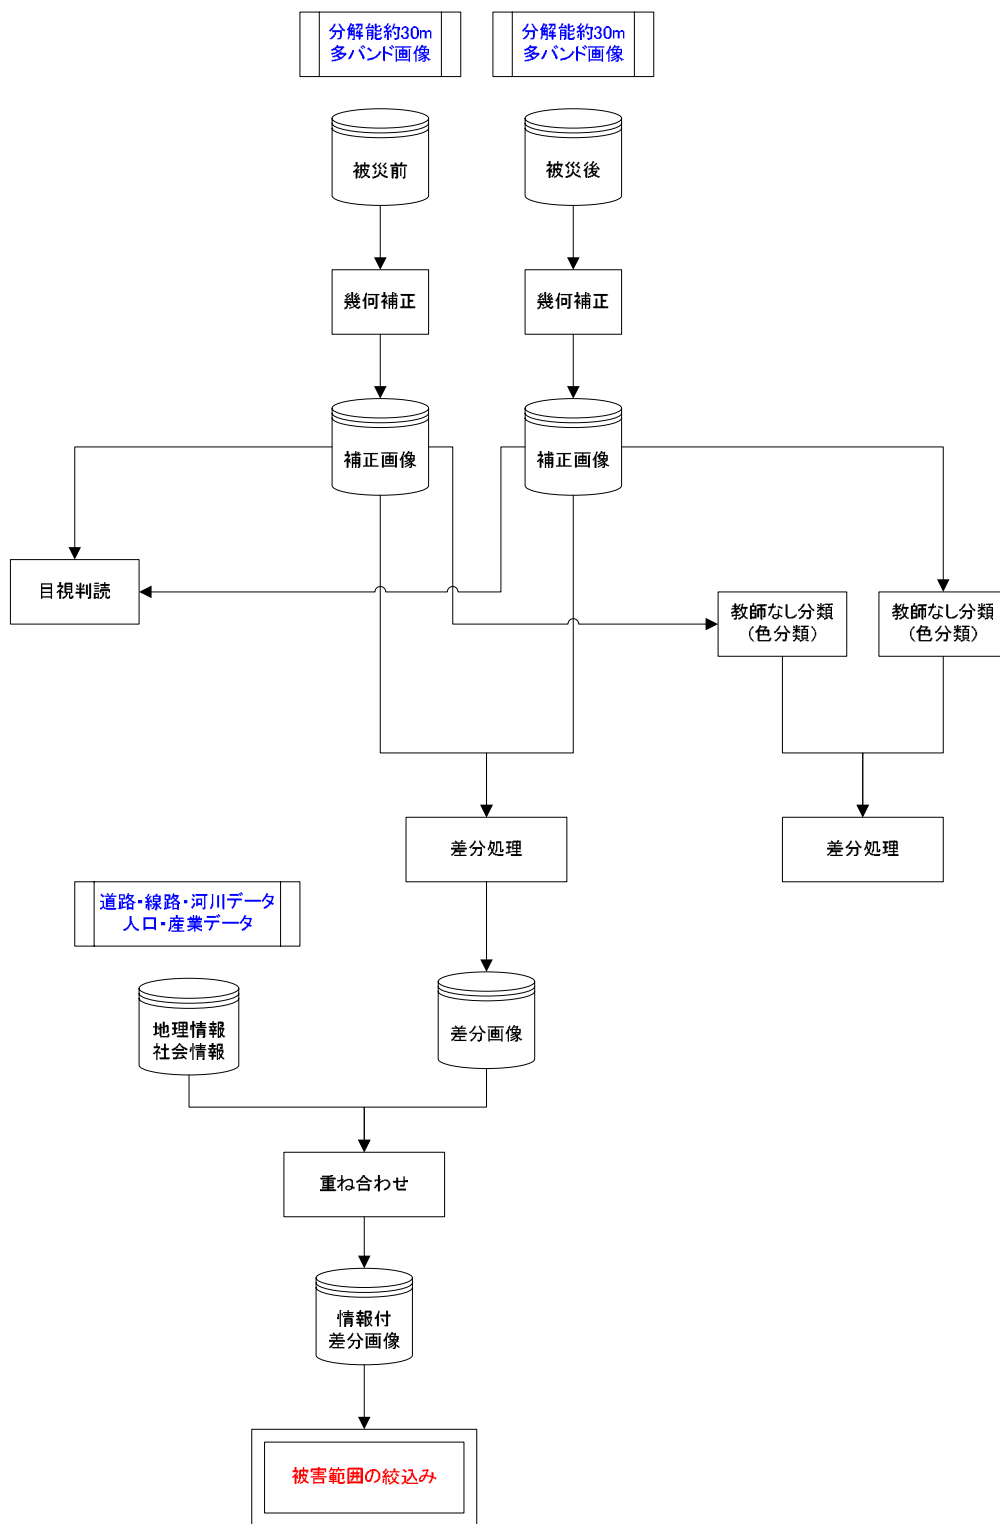 分解能約30m
多バンド画像
分解能約30m
多バンド画像
被災前
被災後
幾何補正
幾何補正
補正画像
補正画像
目視判読
教師なし分類
(色分類)
教師なし分類
(色分類)
差分処理
差分処理
道路・線路・河川データ
人口・産業データ
地理情報
社会情報
差分画像
重ね合わせ
情報付
差分画像
被害範囲の絞込み